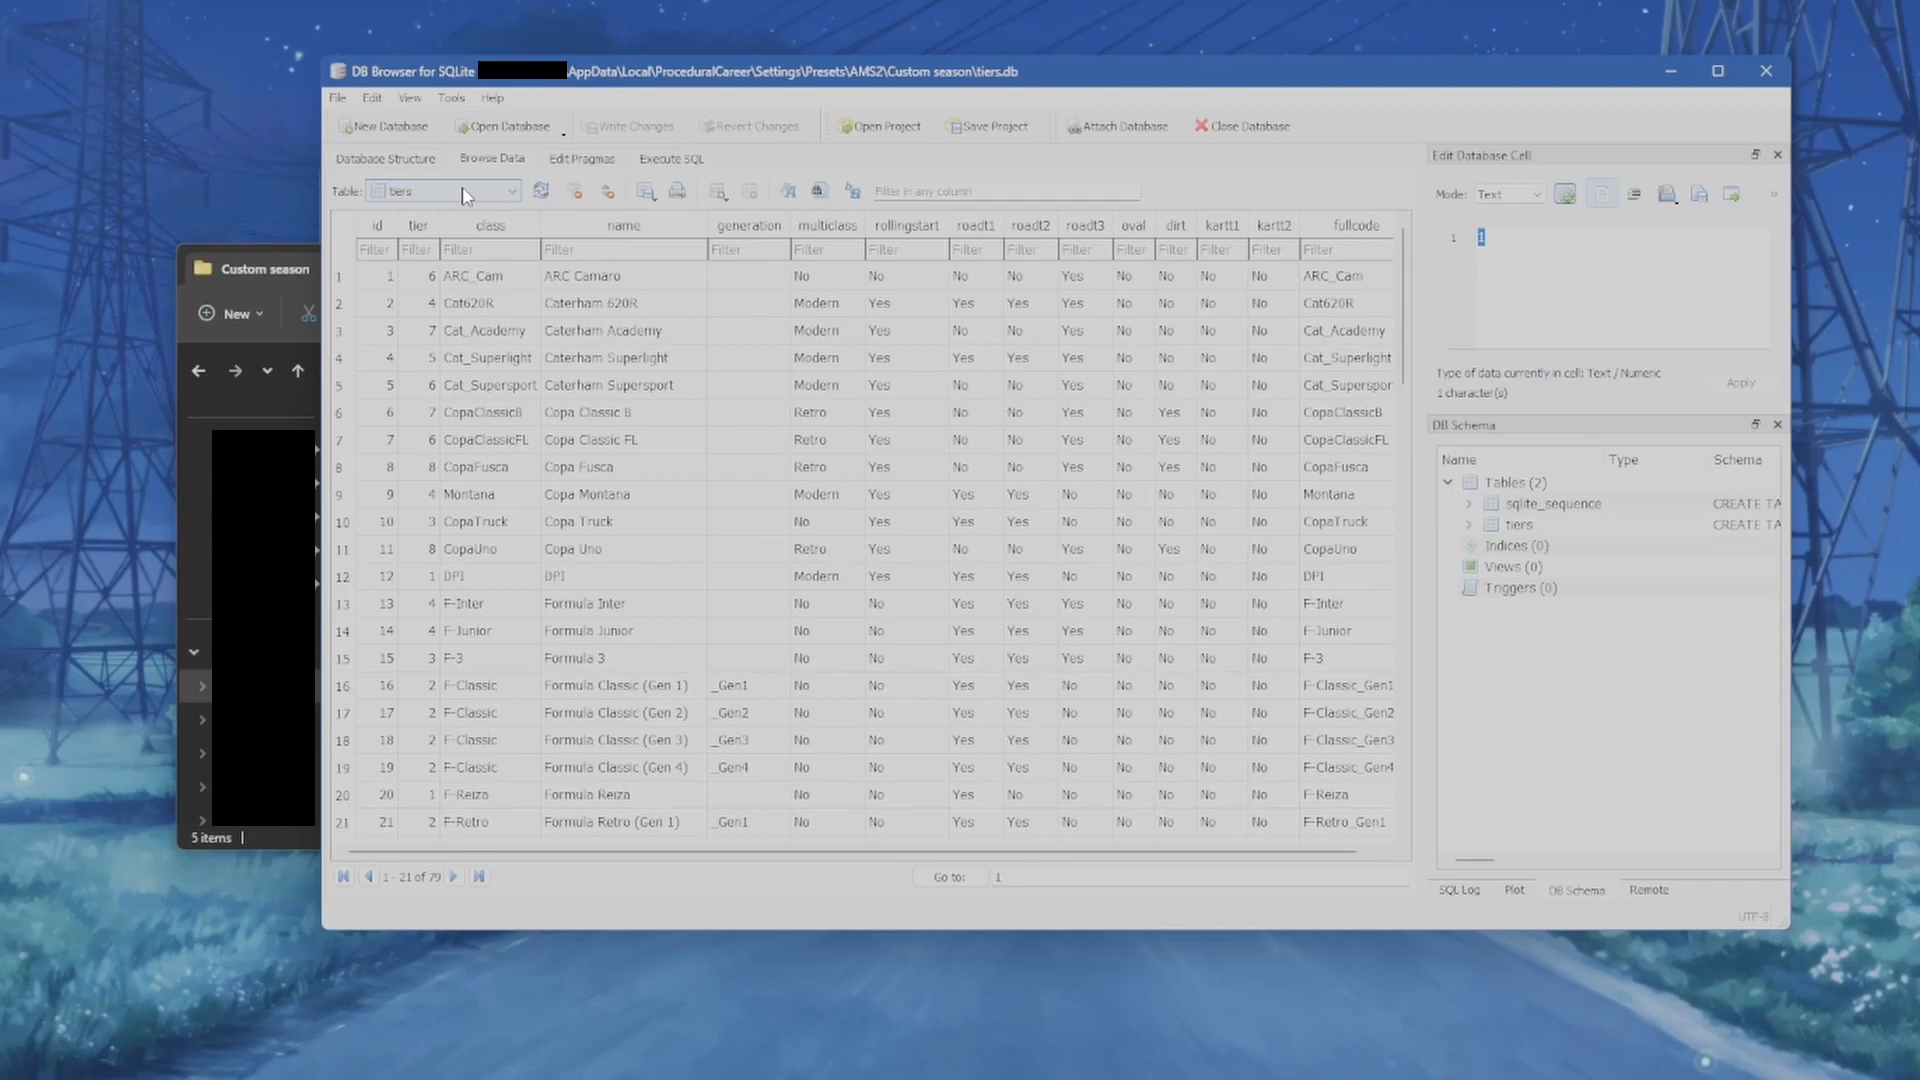 DB Browser for SQLite AppData\Local\ProceduralCareer\Settings\Presets\AMS2\Custom season\tiers.db
File Edit View Tools Help
New Database Open Database Write Changes Revert Changes Open Project Save Project Attach Database Close Database
Database Structure Browse Data Edit Pragmas Execute SQL
Table: tiers Filter in any column
id tier class name generation multiclass rollingstart roadt1 roadt2 roadt3 oval dirt kartt1 kartt2 fullcode
Filter Filter Filter Filter Filter Filter Filter Filter Filter Filter Filter Filter Filter Filter Filter
1 1 6 ARC_Cam ARC Camaro No No No No Yes No No No No ARC_Cam
2 2 4 Cat620R Caterham 620R Modern Yes Yes Yes Yes No No No No Cat620R
3 3 7 Cat_Academy Caterham Academy Modern Yes No No Yes No No No No Cat_Academy
4 4 5 Cat_Superlight Caterham Superlight Modern Yes Yes Yes Yes No No No No Cat_Superlight
5 5 6 Cat_Supersport Caterham Supersport Modern Yes No No Yes No No No No Cat_Superspor
6 6 7 CopaClassicB Copa Classic B Retro Yes No No Yes No Yes No No CopaClassicB
7 7 6 CopaClassicFL Copa Classic FL Retro Yes No No Yes No Yes No No CopaClassicFL
8 8 8 CopaFusca Copa Fusca Retro Yes No No Yes No Yes No No CopaFusca
9 9 4 Montana Copa Montana Modern Yes Yes Yes No No No No No Montana
10 10 3 CopaTruck Copa Truck No Yes Yes Yes No No No No No CopaTruck
11 11 8 CopaUno Copa Uno Retro Yes No No Yes No Yes No No CopaUno
12 12 1 DPI DPI Modern Yes Yes Yes No No No No No DPI
13 13 4 F-Inter Formula Inter No No Yes Yes Yes No No No No F-Inter
14 14 4 F-Junior Formula Junior No No Yes Yes Yes No No No No F-Junior
15 15 3 F-3 Formula 3 No No Yes Yes Yes No No No No F-3
16 16 2 F-Classic Formula Classic (Gen 1) _Gen1 No No Yes Yes No No No No No F-Classic_Gen1
17 17 2 F-Classic Formula Classic (Gen 2) _Gen2 No No Yes Yes No No No No No F-Classic_Gen2
18 18 2 F-Classic Formula Classic (Gen 3) _Gen3 No No Yes Yes No No No No No F-Classic_Gen3
19 19 2 F-Classic Formula Classic (Gen 4) _Gen4 No No Yes Yes No No No No No F-Classic_Gen4
20 20 1 F-Reiza Formula Reiza No No Yes No No No No No No F-Reiza
21 21 2 F-Retro Formula Retro (Gen 1) _Gen1 No No Yes Yes No No No No No F-Retro_Gen1
1 - 21 of 79 Go to: 1
Edit Database Cell
Mode: Text
1 1
Type of data currently in cell: Text / Numeric
1 character(s)
Apply
DB Schema
Name Type Schema
Tables (2)
sqlite_sequence CREATE TA
tiers CREATE TA
Indices (0)
Views (0)
Triggers (0)
SQL Log Plot DB Schema Remote
UTF-8
Custom season
New
5 items